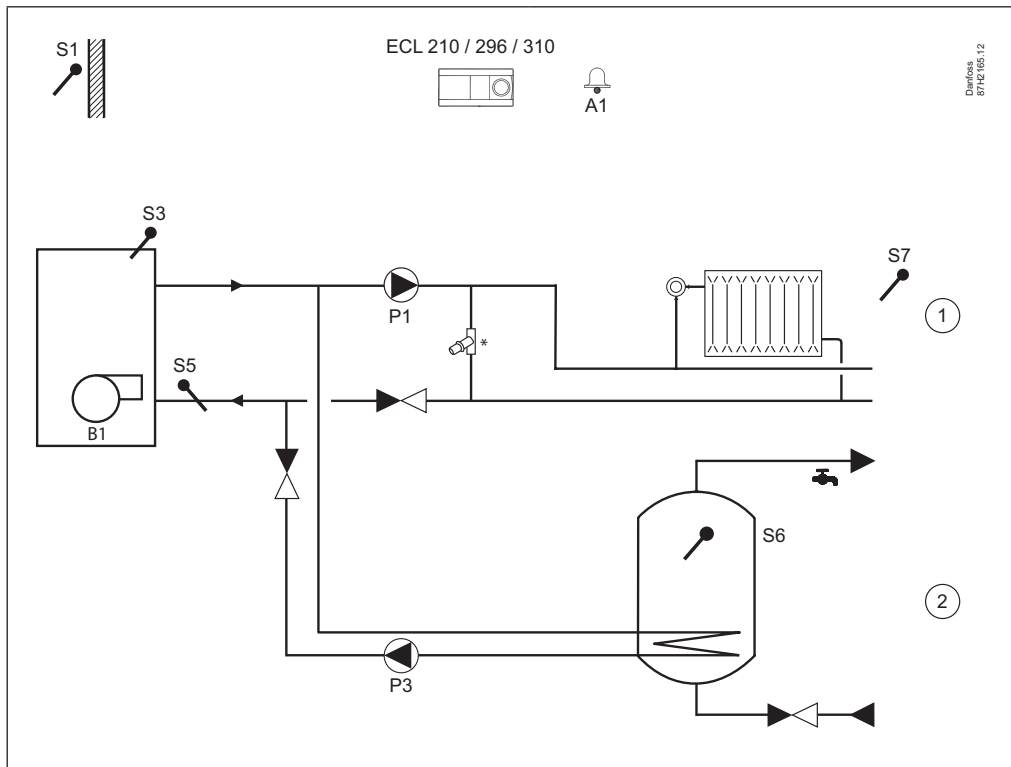 S1
ECL 210 / 296 / 310
A1
Danfoss
87H2165.12
S3
P1
*
S7
1
S5
B1
S6
2
P3